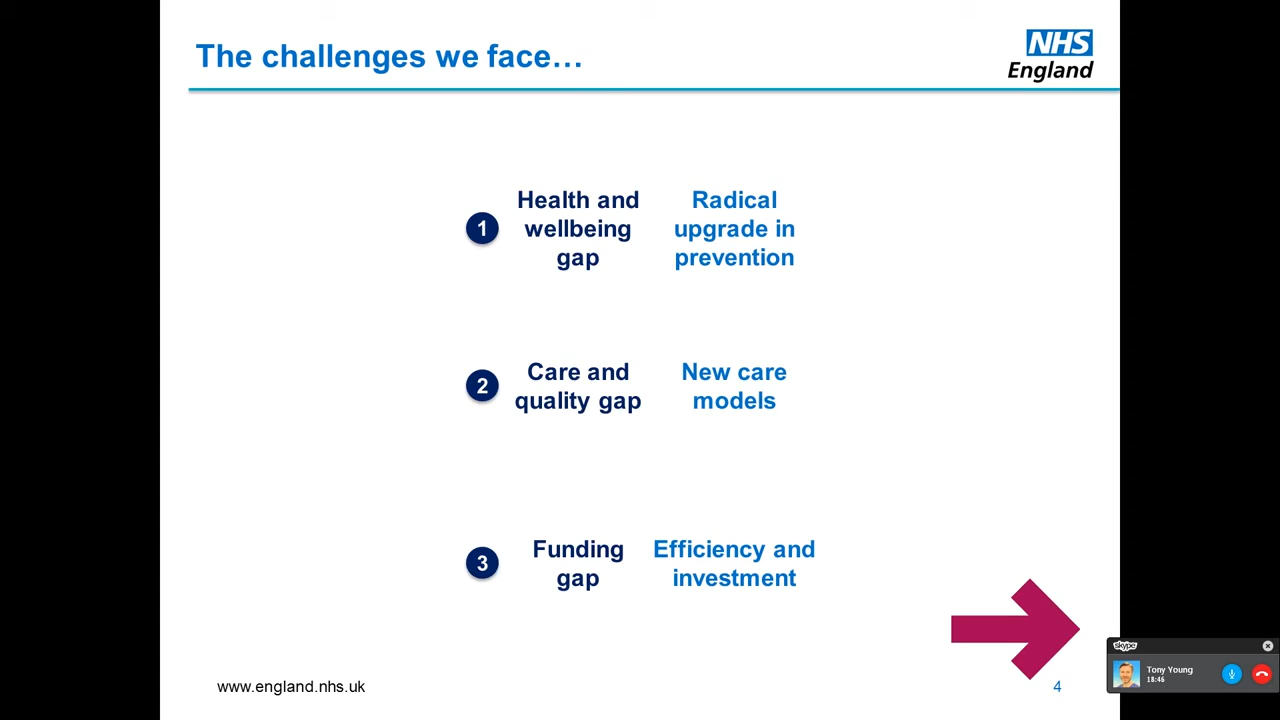 The challenges we face…
NHS
England
1
Health and
wellbeing
gap
Radical
upgrade in
prevention
2
Care and
quality gap
New care
models
3
Funding
gap
Efficiency and
investment
www.england.nhs.uk
4
skype
Tony Young
18:46